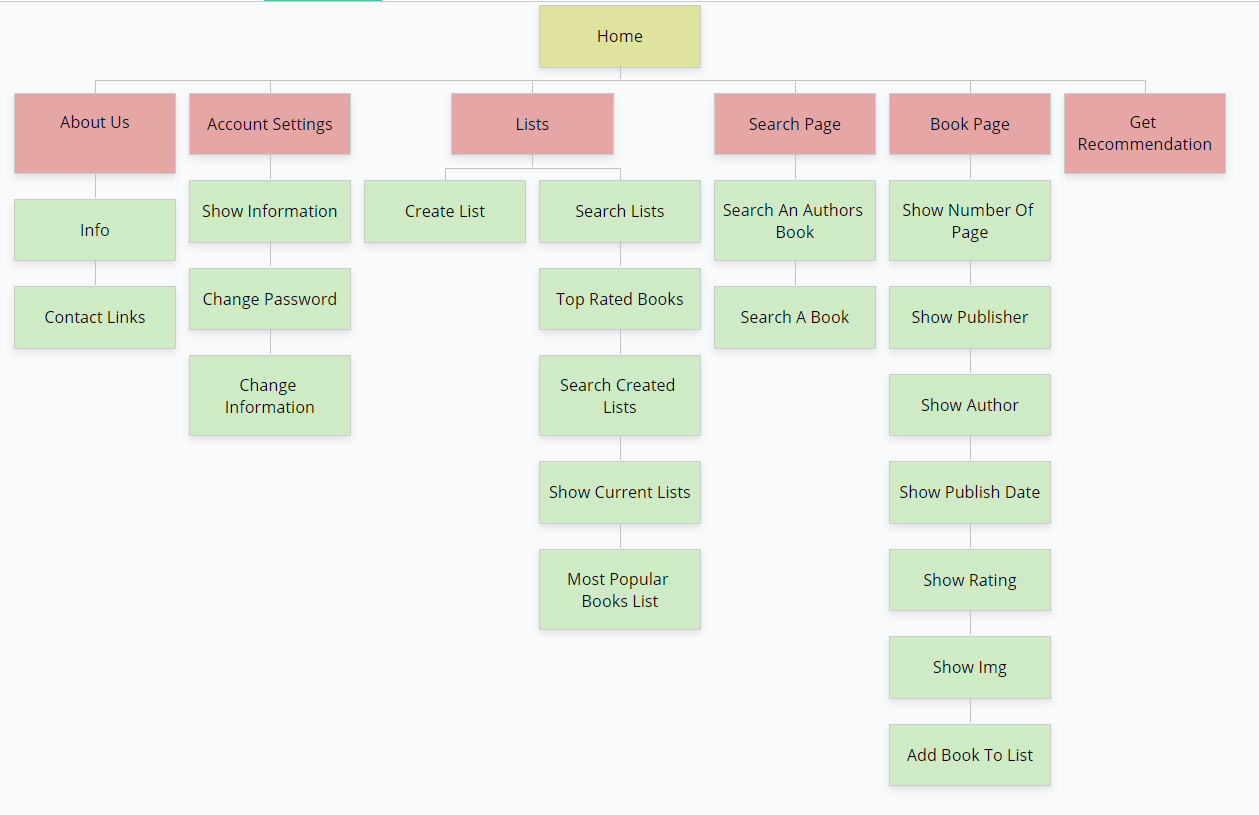 Home
About Us
Account Settings
Lists
Search Page
Book Page
Get
Recommendation
Info
Contact Links
Show Information
Change Password
Change
Information
Create List
Search Lists
Top Rated Books
Search Created
Lists
Show Current Lists
Most Popular
Books List
Search An Authors
Book
Search A Book
Show Number Of
Page
Show Publisher
Show Author
Show Publish Date
Show Rating
Show Img
Add Book To List